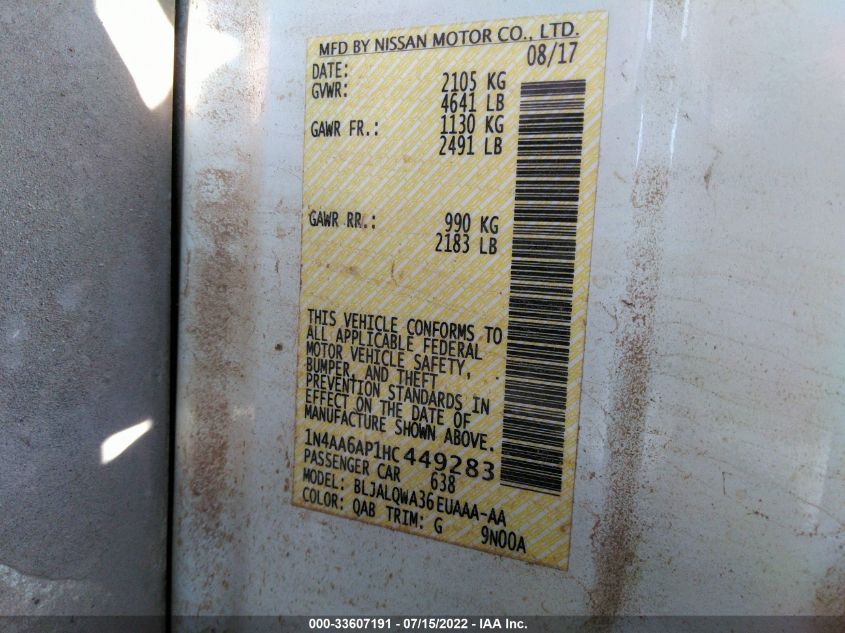 MFD BY NISSAN MOTOR CO., LTD.
DATE: 08/17
GVWR: 2105 KG
4641 LB
GAWR FR.: 1130 KG
2491 LB
GAWR RR.: 990 KG
2183 LB
THIS VEHICLE CONFORMS TO
ALL APPLICABLE FEDERAL
MOTOR VEHICLE SAFETY,
BUMPER, AND THEFT
PREVENTION STANDARDS IN
EFFECT ON THE DATE OF
MANUFACTURE SHOWN ABOVE.
1N4AA6AP1HC449283
PASSENGER CAR 638
MODEL: BLJALQWA36EUAAA-AA
COLOR: QAB TRIM: G 9N00A
000-33607191 - 07/15/2022 - IAA Inc.